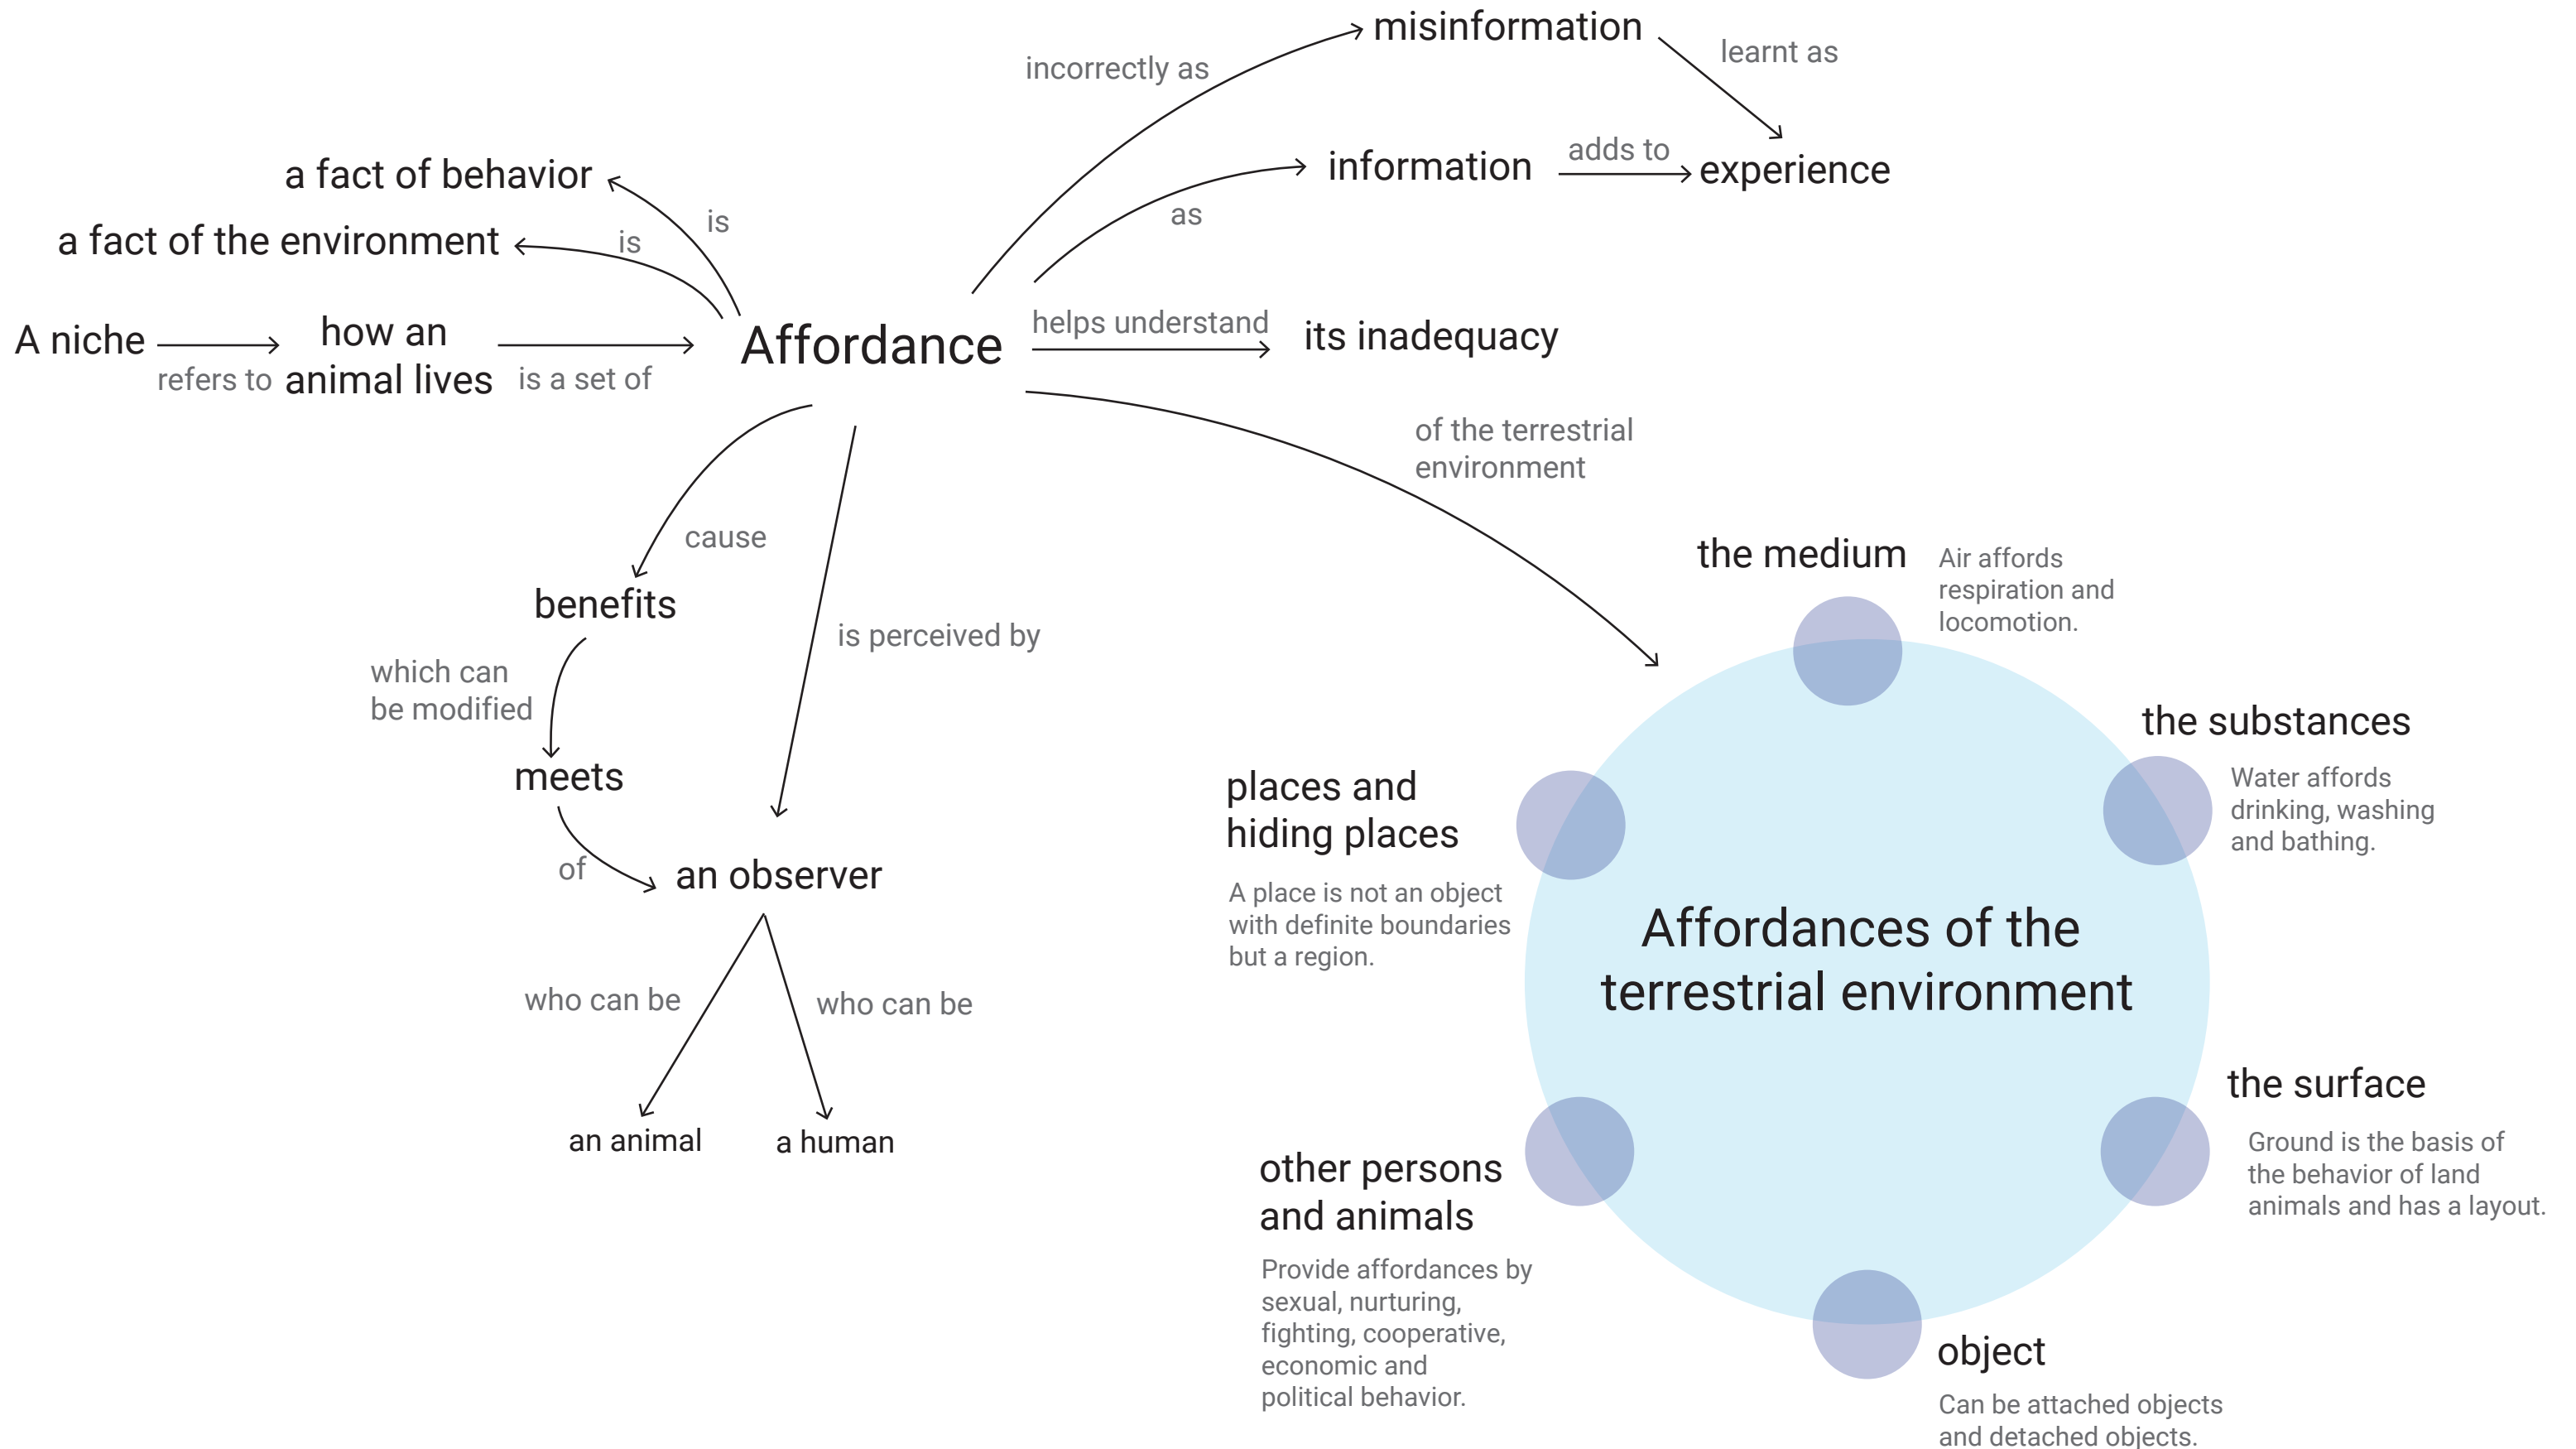 misinformation
incorrectly as
learnt as
a fact of behavior
is
a fact of the environment
is
as
information
adds to
experience
A niche
refers to
how an
animal lives
is a set of
Affordance
helps understand
its inadequacy
of the terrestrial
environment
cause
benefits
is perceived by
which can
be modified
meets
of
an observer
who can be
who can be
an animal
a human
the medium
Air affords
respiration and
locomotion.
the substances
Water affords
drinking, washing
and bathing.
places and
hiding places
A place is not an object
with definite boundaries
but a region.
Affordances of the
terrestrial environment
the surface
Ground is the basis of
the behavior of land
animals and has a layout.
other persons
and animals
Provide affordances by
sexual, nurturing,
fighting, cooperative,
economic and
political behavior.
object
Can be attached objects
and detached objects.